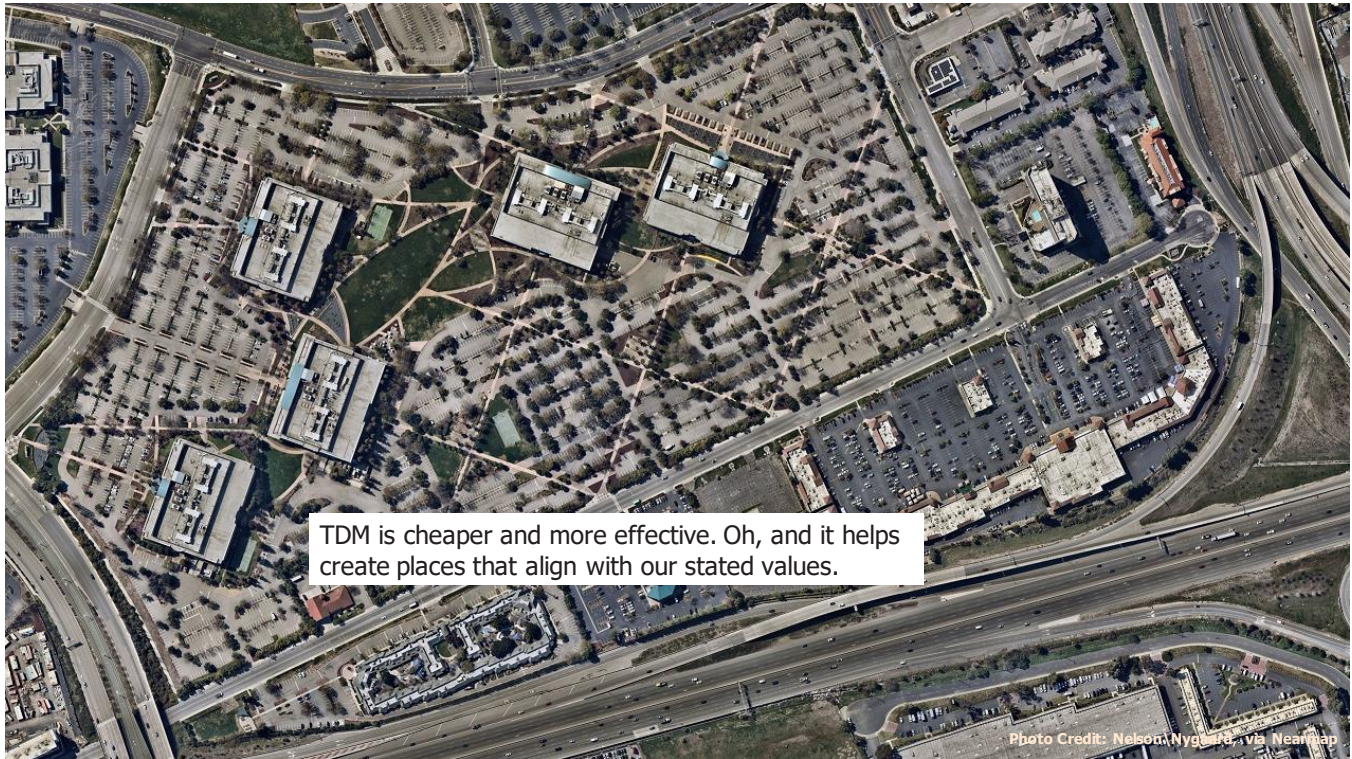 TDM is cheaper and more effective. Oh, and it helps
create places that align with our stated values.
Photo Credit: Nelson\Nygaard, via Nearmap